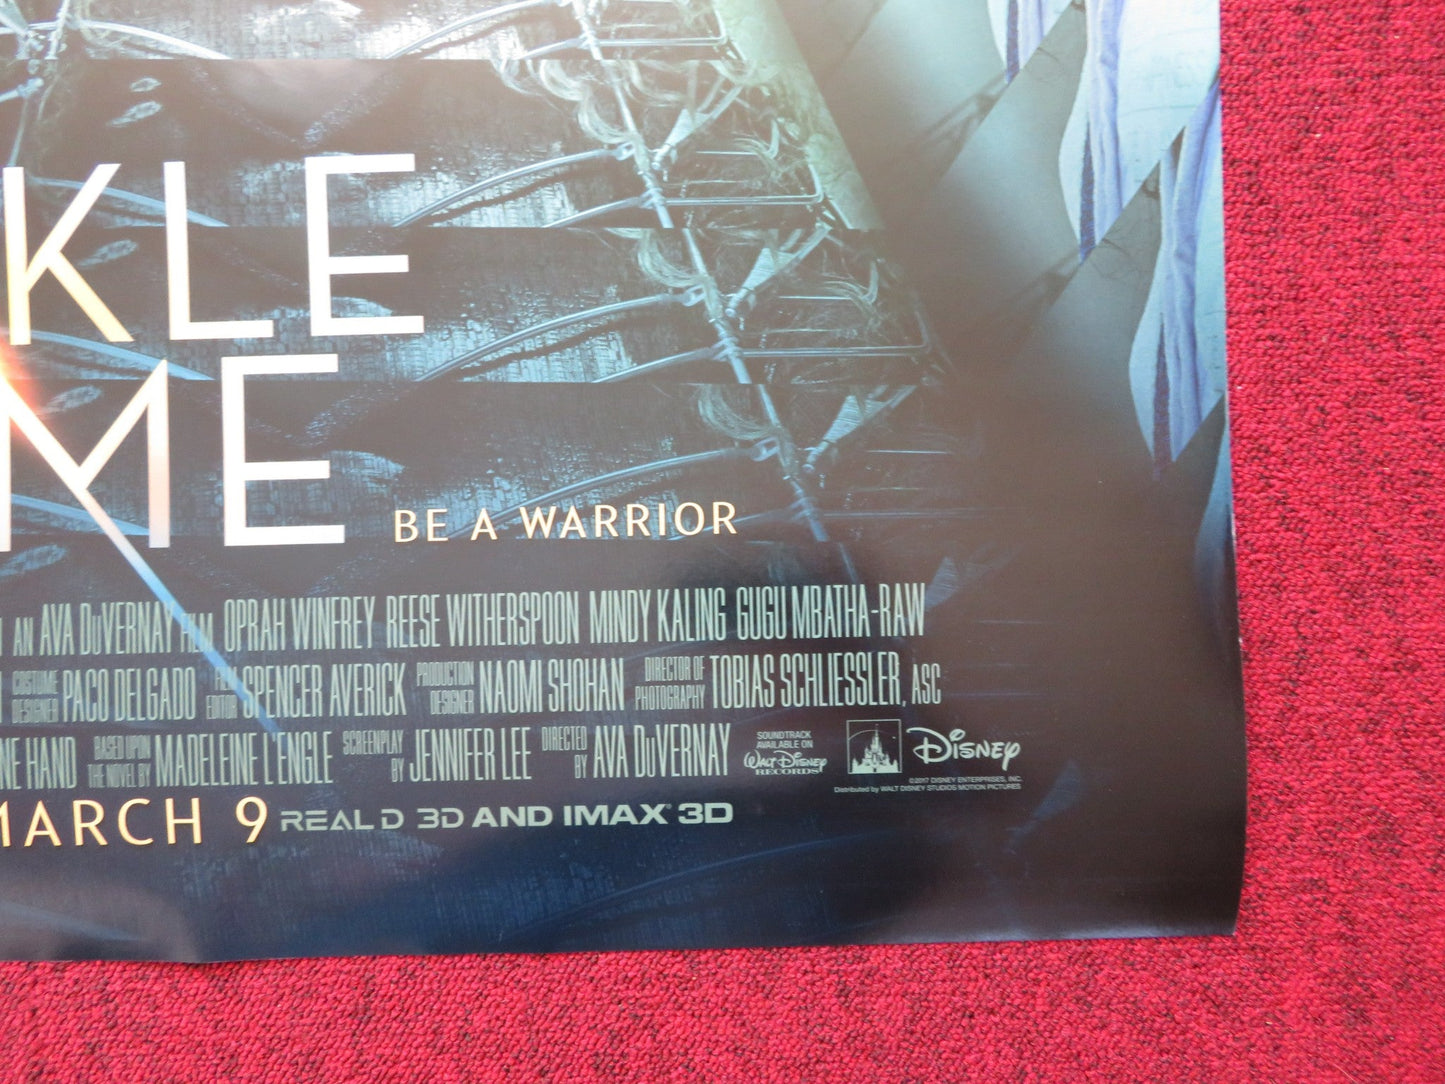 KLE
ME
BE A WARRIOR
AN AVA DuVERNAY FILM OPRAH WINFREY REESE WITHERSPOON MINDY KALING GUGU MBATHA-RAW
COSTUME DESIGNER PACO DELGADO FILM EDITOR SPENCER AVERICK PRODUCTION DESIGNER NAOMI SHOHAN DIRECTOR OF PHOTOGRAPHY TOBIAS SCHLIESSLER, ASC
NE HAND BASED UPON THE NOVEL BY MADELEINE L'ENGLE SCREENPLAY BY JENNIFER LEE DIRECTED BY AVA DuVERNAY
SOUNDTRACK
AVAILABLE ON
WALT DISNEY
RECORDS
Disney
DISNEY
©2017 DISNEY ENTERPRISES, INC.
Distributed by WALT DISNEY STUDIOS MOTION PICTURES
MARCH 9 REAL D 3D AND IMAX® 3D